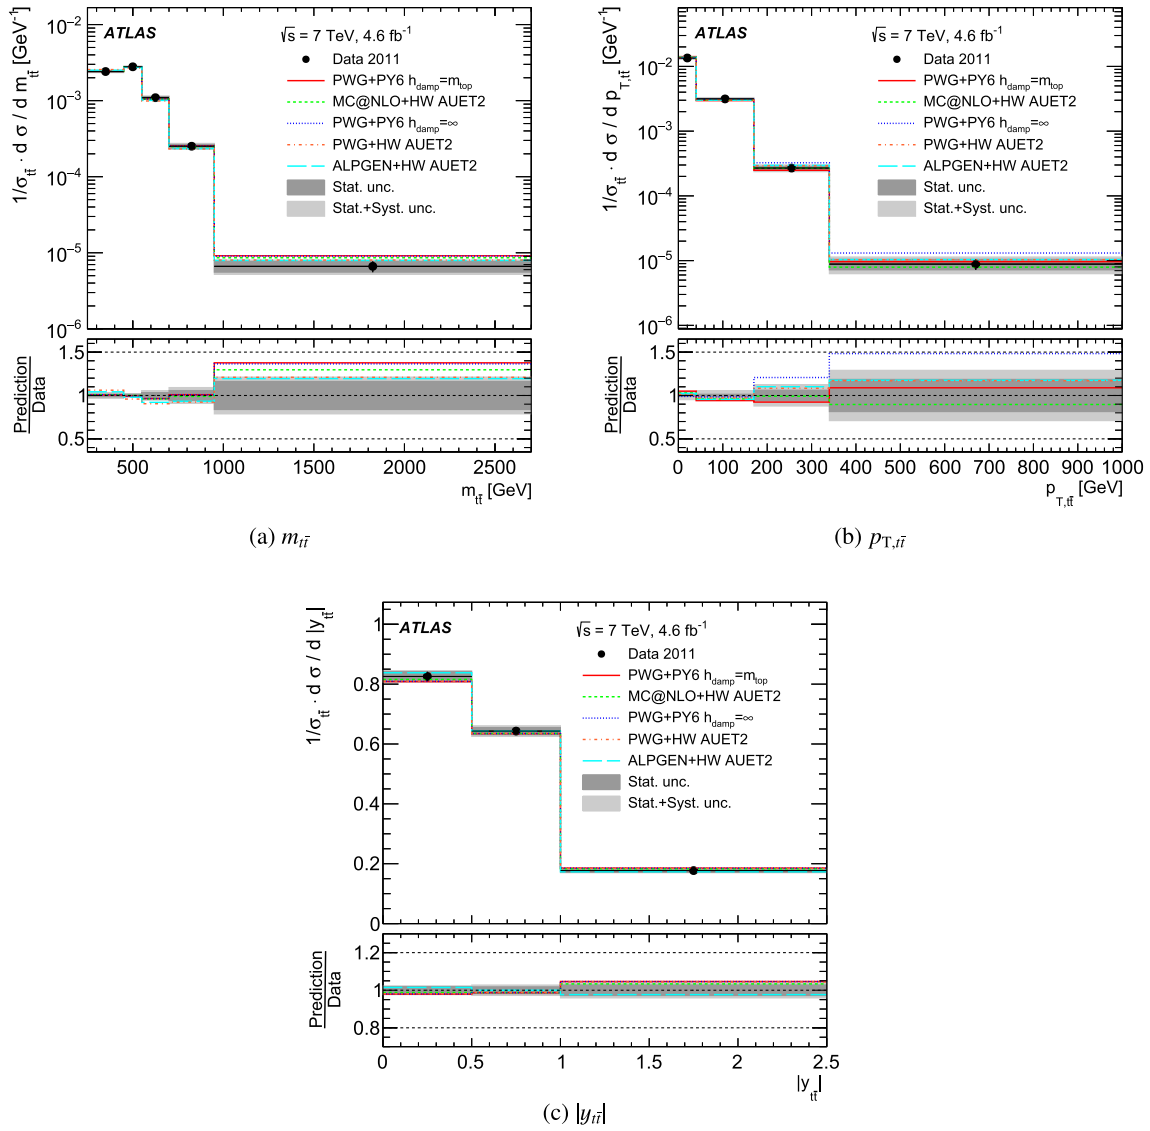 1/σ_tt̄ · d σ / d m_tt̄ [GeV⁻¹]
10⁻²
10⁻³
10⁻⁴
10⁻⁵
10⁻⁶
ATLAS
√s = 7 TeV, 4.6 fb⁻¹
Data 2011
PWG+PY6 h_damp=m_top
MC@NLO+HW AUET2
PWG+PY6 h_damp=∞
PWG+HW AUET2
ALPGEN+HW AUET2
Stat. unc.
Stat.+Syst. unc.
Prediction
Data
1.5
1
0.5
500 1000 1500 2000 2500
m_tt̄ [GeV]
(a) m_tt̄
1/σ_tt̄ · d σ / d p_T,tt̄ [GeV⁻¹]
10⁻²
10⁻³
10⁻⁴
10⁻⁵
10⁻⁶
ATLAS
√s = 7 TeV, 4.6 fb⁻¹
Data 2011
PWG+PY6 h_damp=m_top
MC@NLO+HW AUET2
PWG+PY6 h_damp=∞
PWG+HW AUET2
ALPGEN+HW AUET2
Stat. unc.
Stat.+Syst. unc.
Prediction
Data
1.5
1
0.5
0 100 200 300 400 500 600 700 800 900 1000
p_T,tt̄ [GeV]
(b) p_T,tt̄
1/σ_tt̄ · d σ / d |y_tt̄|
1
0.8
0.6
0.4
0.2
0
ATLAS
√s = 7 TeV, 4.6 fb⁻¹
Data 2011
PWG+PY6 h_damp=m_top
MC@NLO+HW AUET2
PWG+PY6 h_damp=∞
PWG+HW AUET2
ALPGEN+HW AUET2
Stat. unc.
Stat.+Syst. unc.
Prediction
Data
1.2
1
0.8
0 0.5 1 1.5 2 2.5
|y_tt̄|
(c) |y_tt̄|